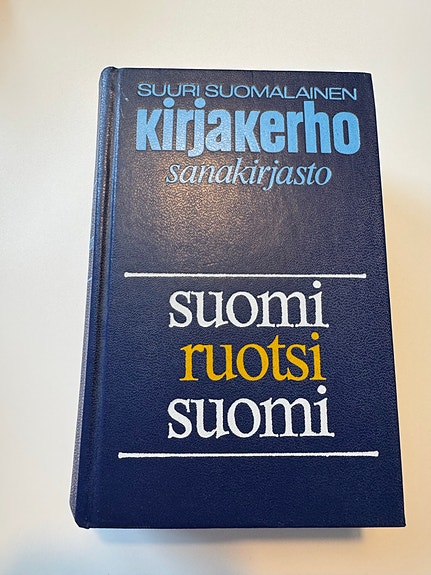 SUURI SUOMALAINEN
kirjakerho
sanakirjasto
suomi
ruotsi
suomi